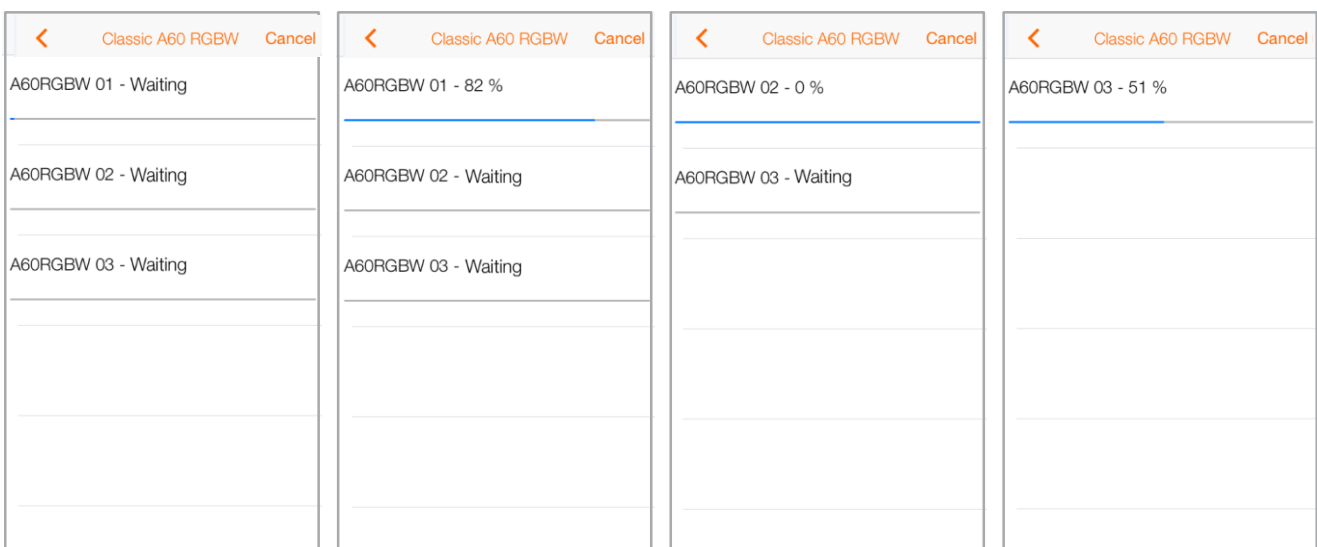 Classic A60 RGBW Cancel
A60RGBW 01 - Waiting
A60RGBW 02 - Waiting
A60RGBW 03 - Waiting
Classic A60 RGBW Cancel
A60RGBW 01 - 82 %
A60RGBW 02 - Waiting
A60RGBW 03 - Waiting
Classic A60 RGBW Cancel
A60RGBW 02 - 0 %
A60RGBW 03 - Waiting
Classic A60 RGBW Cancel
A60RGBW 03 - 51 %